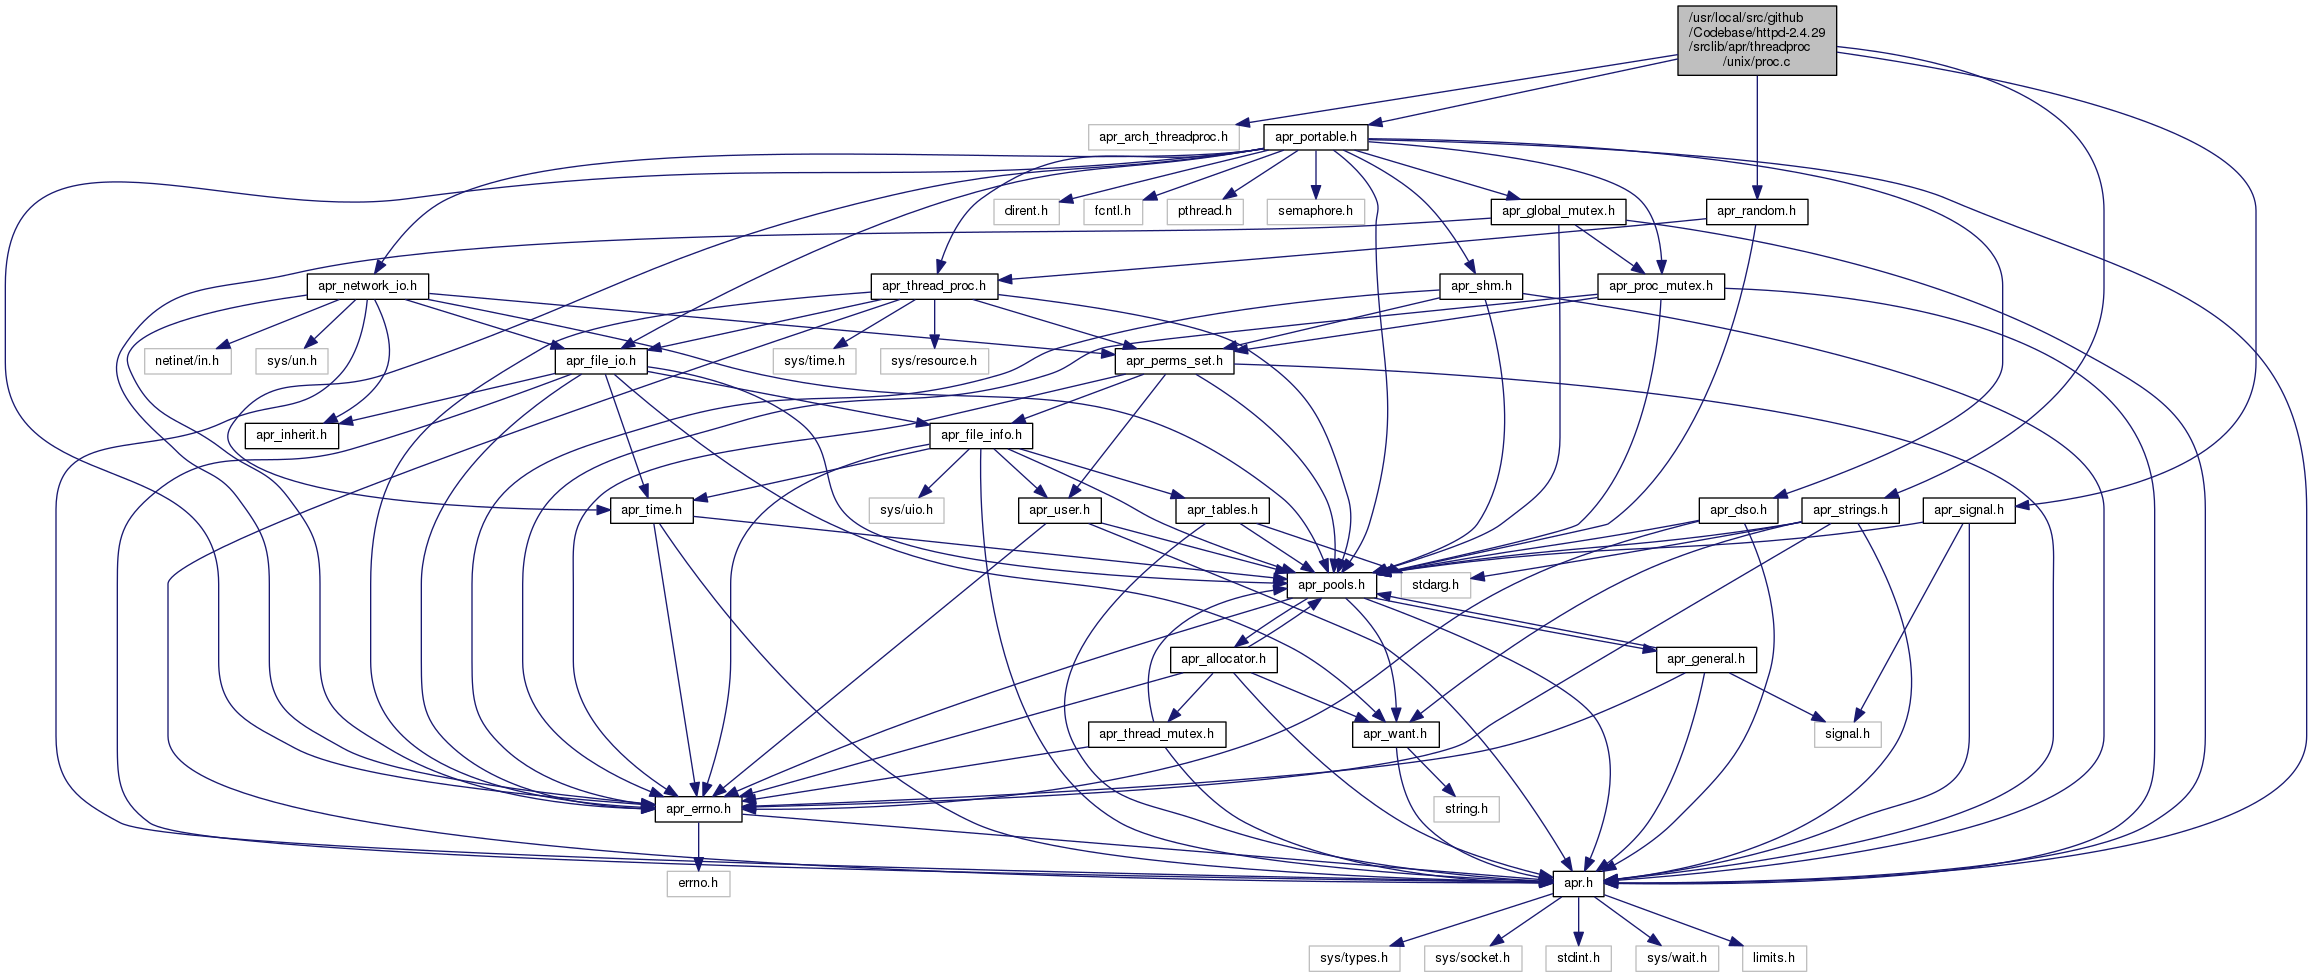 /usr/local/src/github
/Codebase/httpd-2.4.29
/srclib/apr/threadproc
/unix/proc.c
apr_arch_threadproc.h
apr_portable.h
dirent.h
fcntl.h
pthread.h
semaphore.h
apr_global_mutex.h
apr_random.h
apr_network_io.h
apr_thread_proc.h
apr_shm.h
apr_proc_mutex.h
netinet/in.h
sys/un.h
apr_file_io.h
sys/time.h
sys/resource.h
apr_perms_set.h
apr_inherit.h
apr_file_info.h
apr_time.h
sys/uio.h
apr_user.h
apr_tables.h
apr_dso.h
apr_strings.h
apr_signal.h
apr_pools.h
stdarg.h
apr_allocator.h
apr_general.h
apr_thread_mutex.h
apr_want.h
signal.h
apr_errno.h
string.h
errno.h
apr.h
sys/types.h
sys/socket.h
stdint.h
sys/wait.h
limits.h